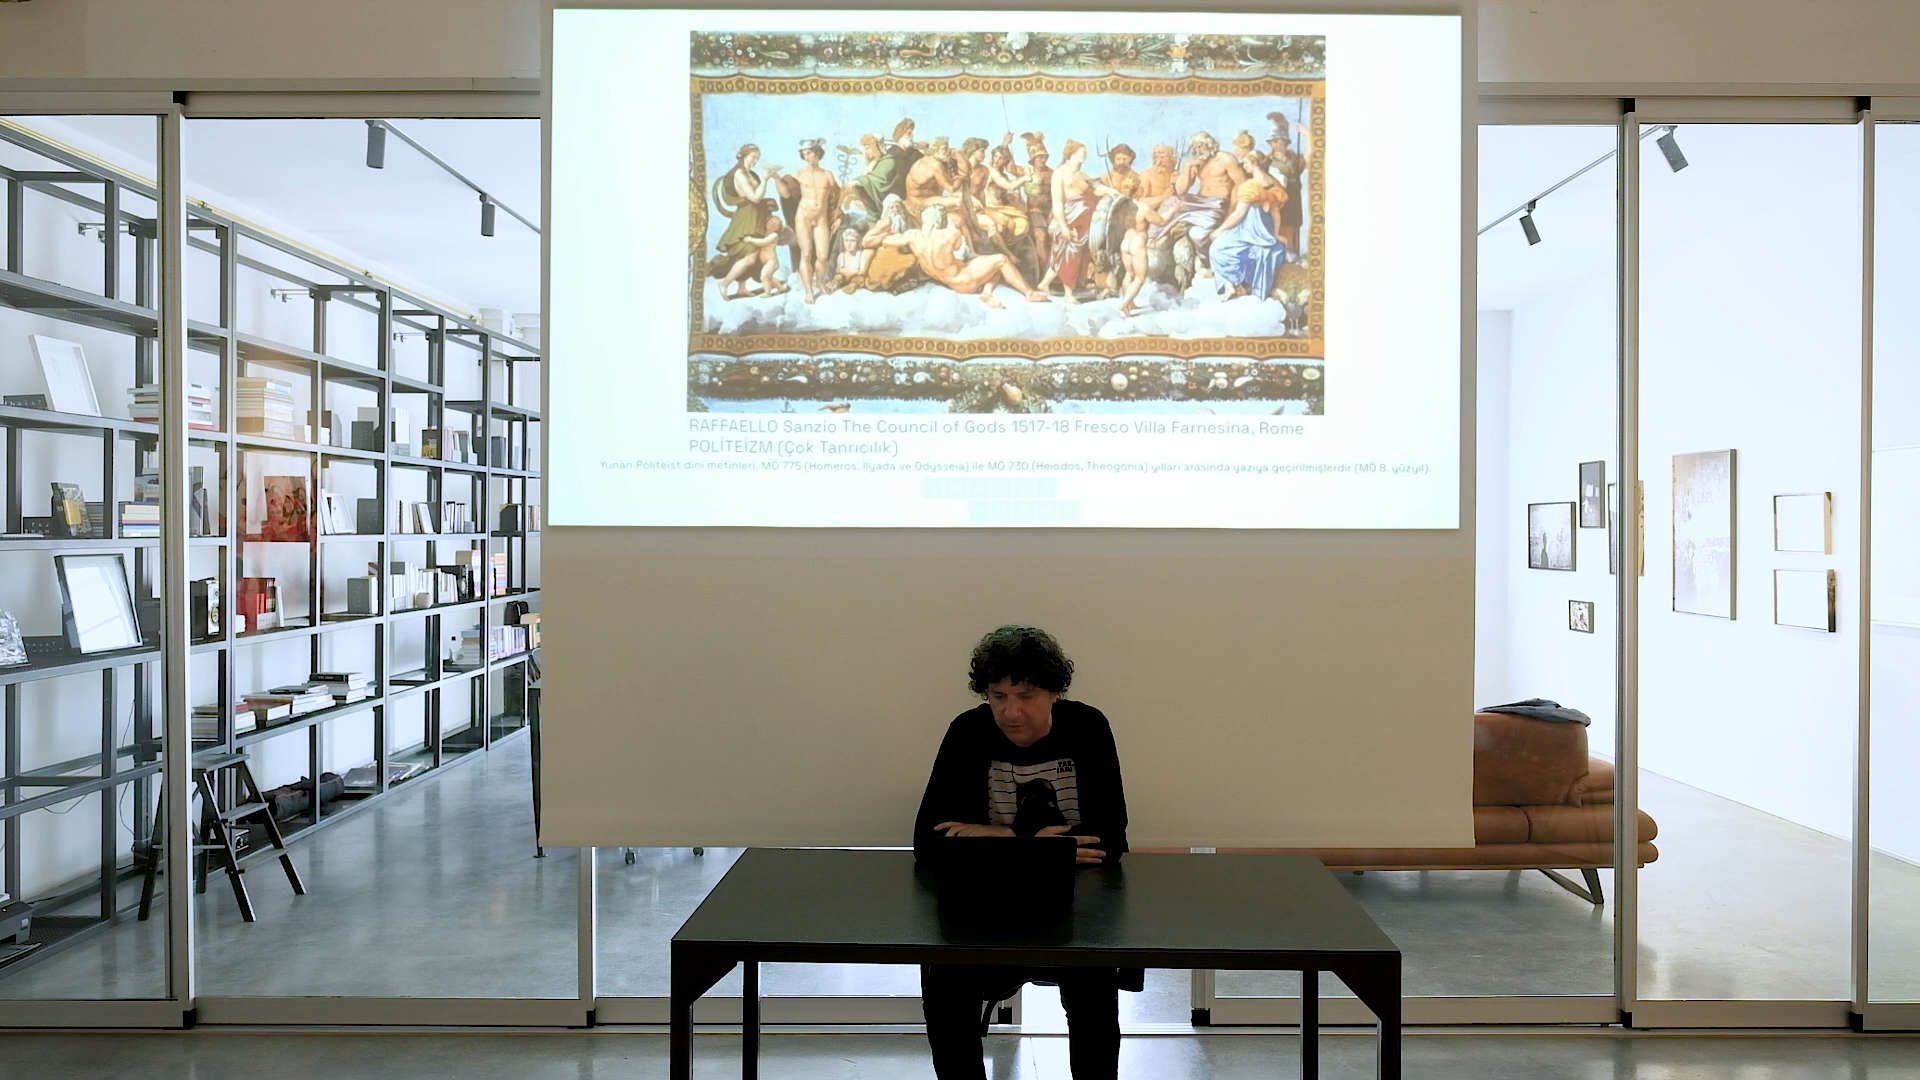 RAFFAELLO Sanzio The Council of Gods 1517-18 Fresco Villa Farnesina, Rome
POLİTEİZM (Çok Tanrıcılık)
Yunan Politeist dini metinleri, MÖ 775 (Homeros, İlyada ve Odysseia) ile MÖ 730 (Heiodos, Theogonia) yılları arasında yazıya geçirilmişlerdir (MÖ 8. yüzyıl).